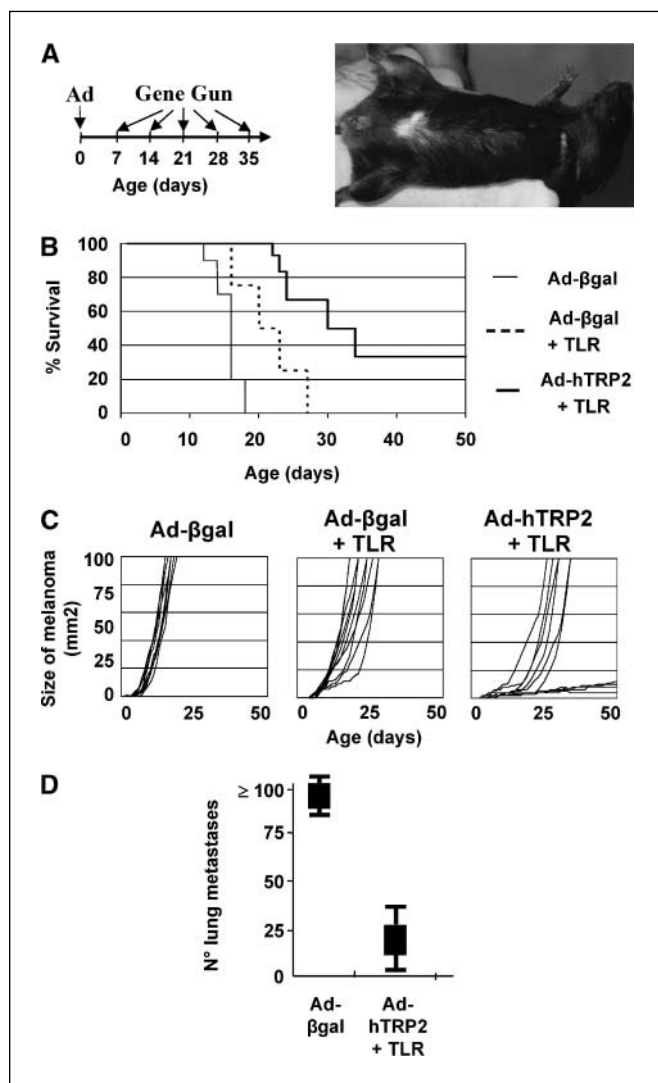 A
Ad Gene Gun
0 7 14 21 28 35
Age (days)
B
% Survival
100
80
60
40
20
0
0 10 20 30 40 50
Age (days)
Ad-βgal
Ad-βgal
+ TLR
Ad-hTRP2
+ TLR
C
Ad-βgal
Ad-βgal
+ TLR
Ad-hTRP2
+ TLR
Size of melanoma
(mm2)
100
75
50
25
0
0 25 50
0 25 50
0 25 50
Age (days)
D
N° lung metastases
≥ 100
75
50
25
0
Ad-
βgal
Ad-
hTRP2
+ TLR